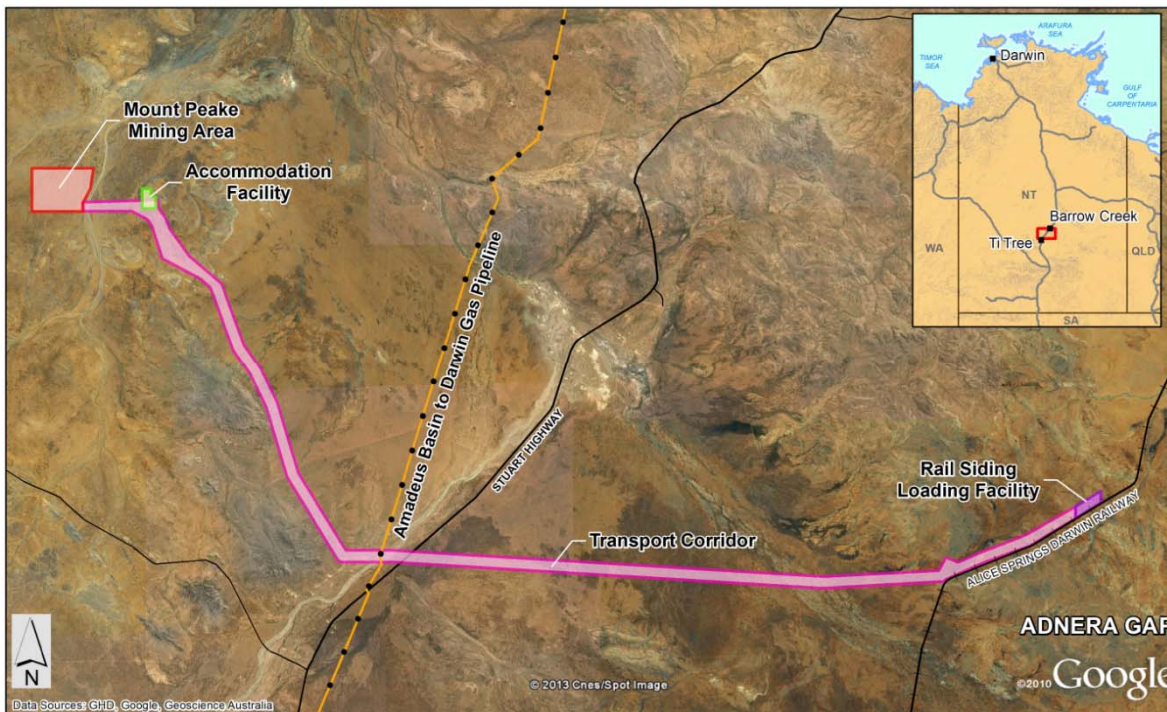 Mount Peake
Mining Area
Accommodation
Facility
Amadeus Basin to Darwin Gas Pipeline
STUART HIGHWAY
Transport Corridor
Rail Siding
Loading Facility
ALICE SPRINGS DARWIN RAILWAY
ADNERA GAP
©2010 Google
© 2013 Cnes/Spot Image
N
Data Sources: GHD, Google, Geoscience Australia
ARAFURA
SEA
TIMOR
SEA
Darwin
GULF
OF
CARPENTARIA
NT
Barrow Creek
Ti Tree
WA
QLD
SA